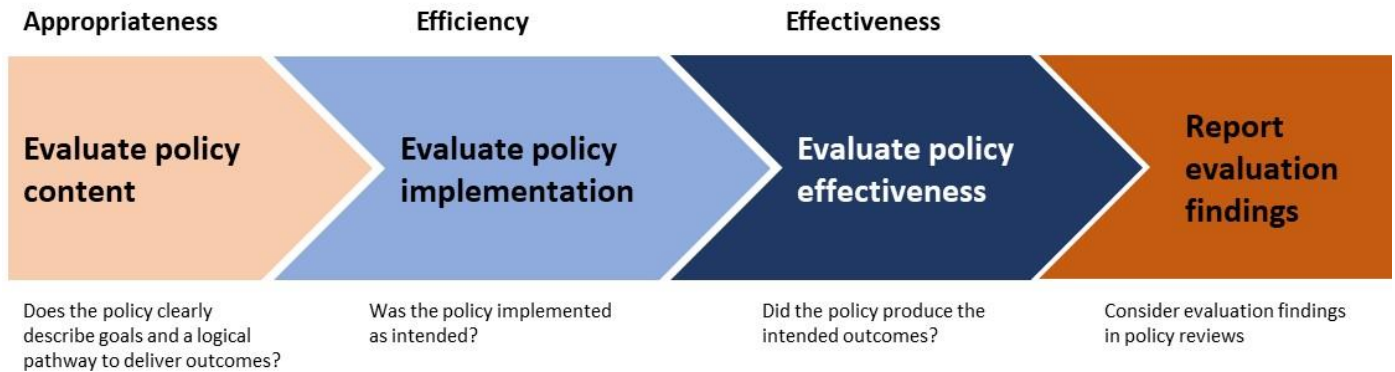 Appropriateness
Efficiency
Effectiveness
Evaluate policy
content
Evaluate policy
implementation
Evaluate policy
effectiveness
Report
evaluation
findings
Does the policy clearly
describe goals and a logical
pathway to deliver outcomes?
Was the policy implemented
as intended?
Did the policy produce the
intended outcomes?
Consider evaluation findings
in policy reviews